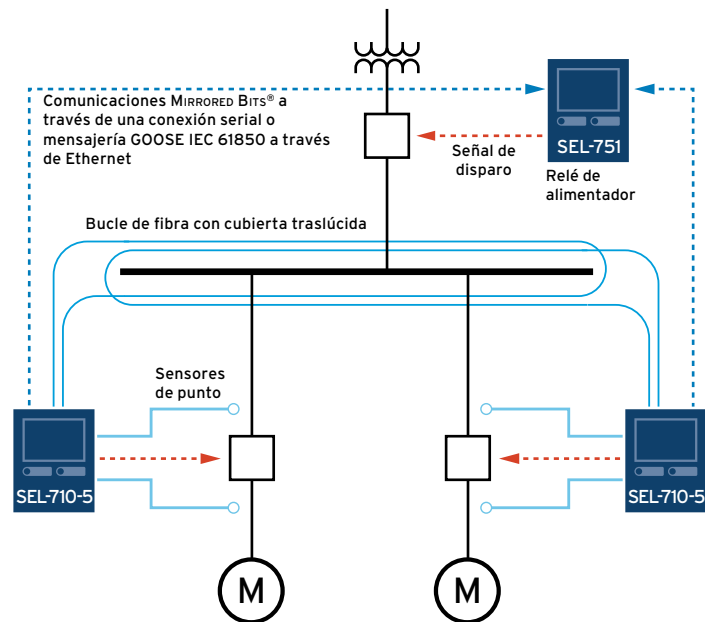 Comunicaciones MIRRORED BITS® a
través de una conexión serial o
mensajería GOOSE IEC 61850 a través
de Ethernet
SEL-751
Señal de
disparo
Relé de
alimentador
Bucle de fibra con cubierta traslúcida
Sensores
de punto
SEL-710-5
SEL-710-5
M
M